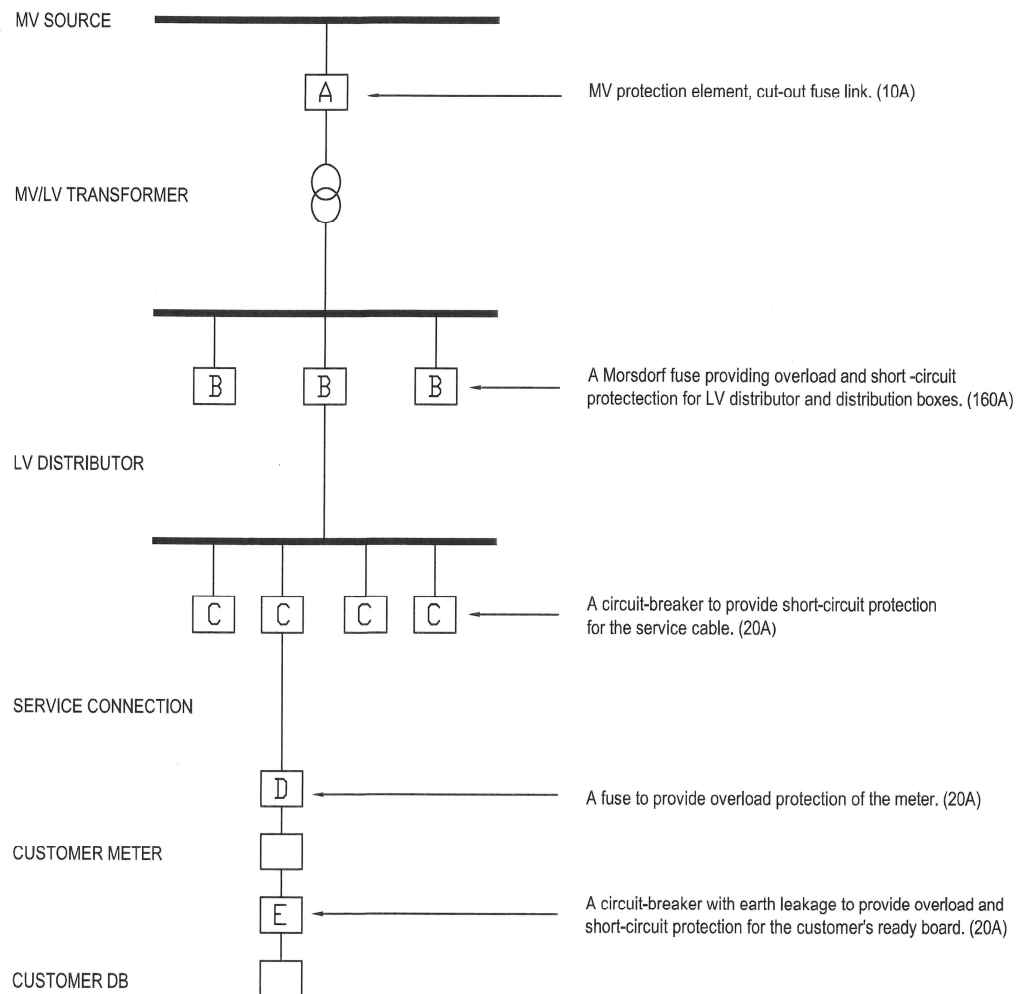 MV SOURCE
A
MV protection element, cut-out fuse link. (10A)
MV/LV TRANSFORMER
B B B
A Morsdorf fuse providing overload and short -circuit
protectection for LV distributor and distribution boxes. (160A)
LV DISTRIBUTOR
C C C C
A circuit-breaker to provide short-circuit protection
for the service cable. (20A)
SERVICE CONNECTION
D
A fuse to provide overload protection of the meter. (20A)
CUSTOMER METER
E
A circuit-breaker with earth leakage to provide overload and
short-circuit protection for the customer's ready board. (20A)
CUSTOMER DB